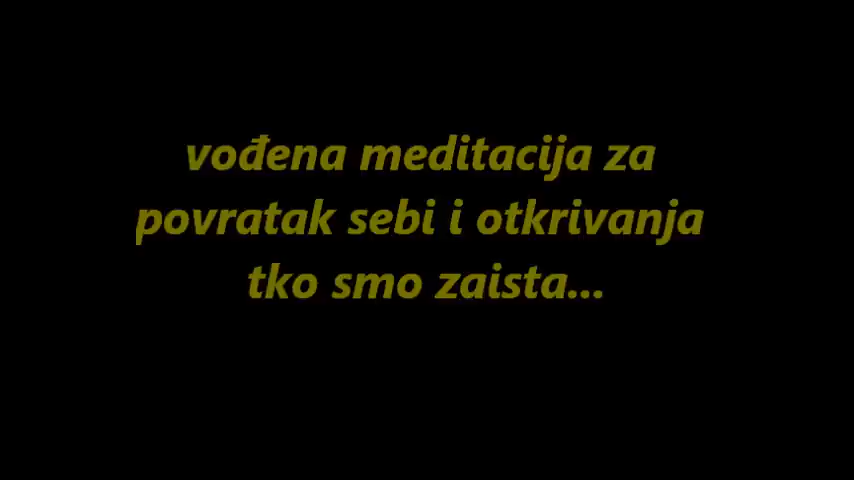 vođena meditacija za
povratak sebi i otkrivanja
tko smo zaista...